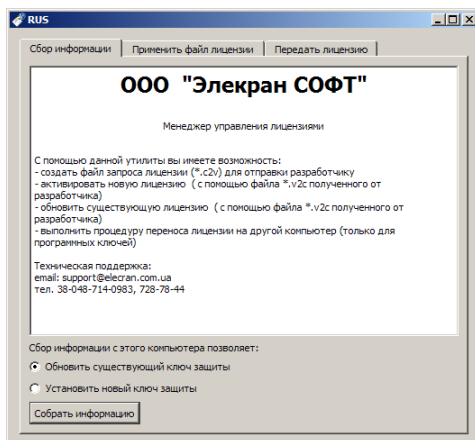 RUS
Сбор информации
Применить файл лицензии
Передать лицензию
ООО "Элекран СОФТ"
Менеджер управления лицензиями
С помощью данной утилиты вы имеете возможность:
- создать файл запроса лицензии (*.c2v) для отправки разработчику
- активировать новую лицензию ( с помощью файла *.v2c полученного от
разработчика)
- обновить существующую лицензию ( с помощью файла *.v2c полученного от
разработчика)
- выполнить процедуру переноса лицензии на другой компьютер (только для
програмных ключей)
Техническая поддержка:
email: support@elecran.com.ua
тел. 38-048-714-0983, 728-78-44
Сбор информации с этого компьютера позволяет:
Обновить существующий ключ защиты
Установить новый ключ защиты
Собрать информацию